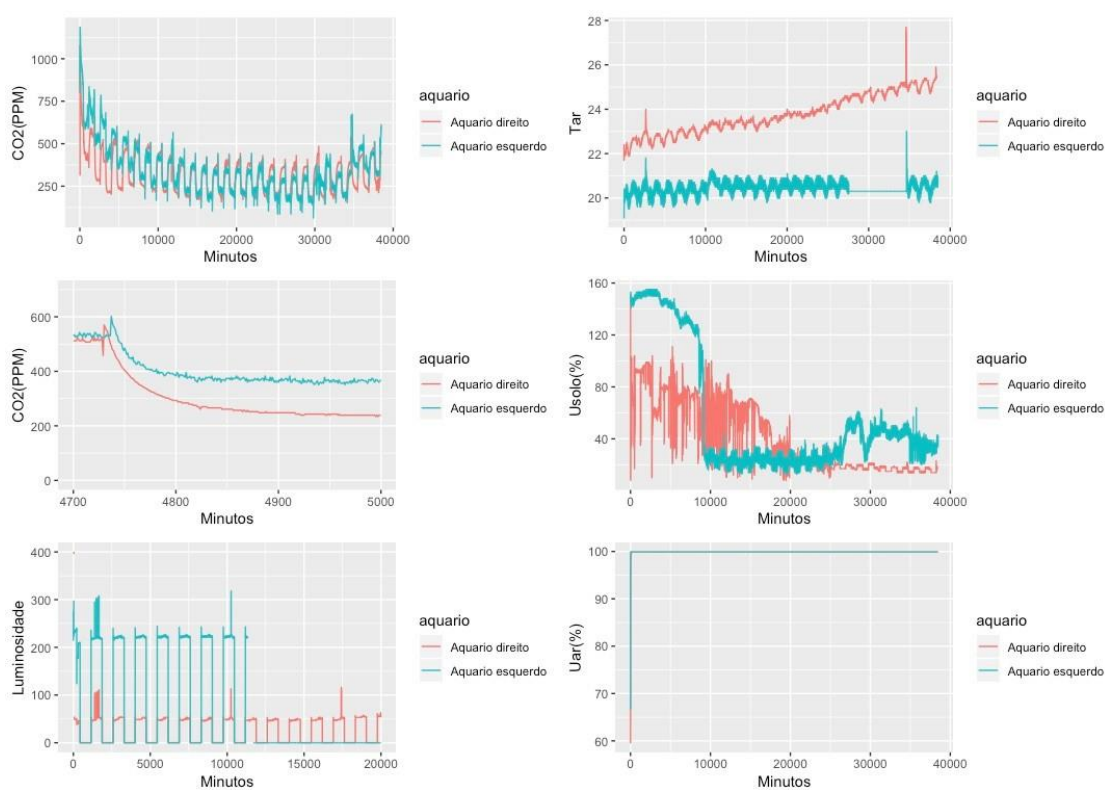 CO2(PPM)
1000
750
500
250
0
10000
20000
30000
40000
Minutos
aquario
Aquario direito
Aquario esquerdo
Tar
28
26
24
22
20
0
10000
20000
30000
40000
Minutos
aquario
Aquario direito
Aquario esquerdo
CO2(PPM)
600
400
200
0
4700
4800
4900
5000
Minutos
aquario
Aquario direito
Aquario esquerdo
Usolo(%)
160
120
80
40
0
10000
20000
30000
40000
Minutos
aquario
Aquario direito
Aquario esquerdo
Luminosidade
400
300
200
100
0
0
5000
10000
15000
20000
Minutos
aquario
Aquario direito
Aquario esquerdo
Uar(%)
100
90
80
70
60
0
10000
20000
30000
40000
Minutos
aquario
Aquario direito
Aquario esquerdo